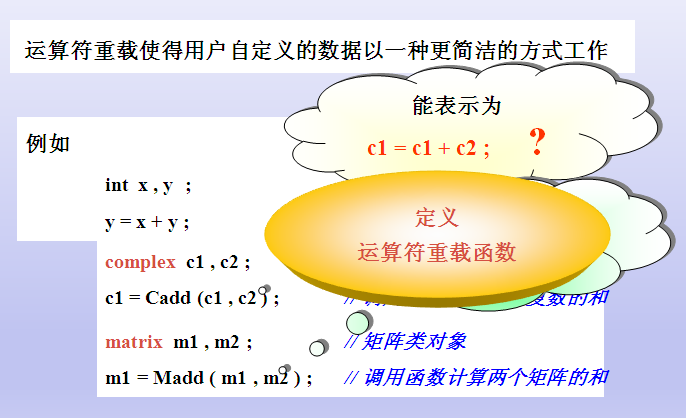 运算符重载使得用户自定义的数据以一种更简洁的方式工作
能表示为
c1 = c1 + c2 ; ?
例如
int x , y ;
y = x + y ;
定义
运算符重载函数
complex c1 , c2 ;
c1 = Cadd (c1 , c2 ) ; // 数的和
matrix m1 , m2 ; // 矩阵类对象
m1 = Madd ( m1 , m2 ) ; // 调用函数计算两个矩阵的和